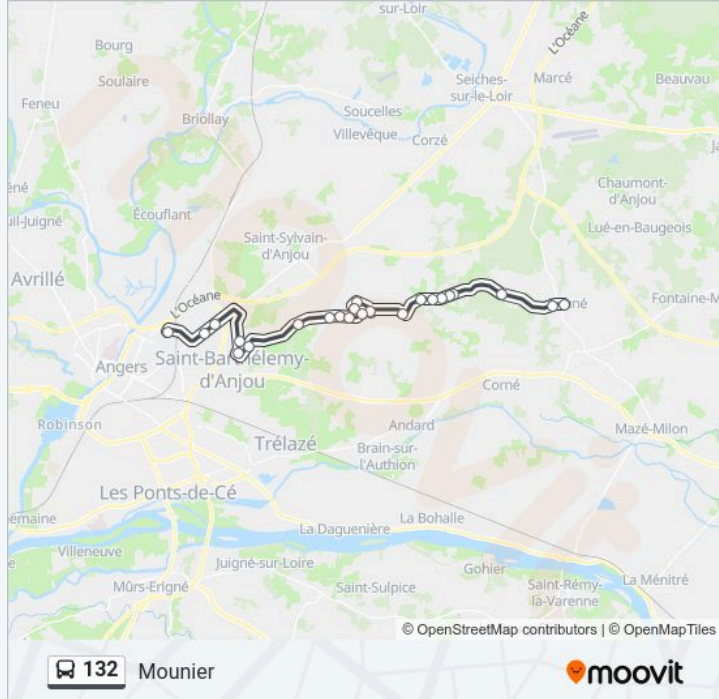 sur-Loir
L'Océane
Bourg
Seiches-
sur-le-Loir
Marcé
Beauvau
Soulaire
Feneu
Soucelles
Briollay
Villevêque
Corzé
Chaumont-
d'Anjou
Écouflant
uil-Juigné
Lué-en-Baugeois
Saint-Sylvain-
d'Anjou
Avrillé
L'Océane
Fontaine-M
Saint-Barthélemy-
d'Anjou
Angers
Corné
Robinson
Andard
Mazé-Milon
Trélazé
Brain-sur-
l'Authion
Les Ponts-de-Cé
La Bohalle
La Daguenière
Villeneuve
Juigné-sur-Loire
Gohier
La Ménitré
Mûrs-Erigné
Saint-Sulpice
Saint-Rémy-
la-Varenne
© OpenStreetMap contributors | © OpenMapTiles
132 Mounier
moovit